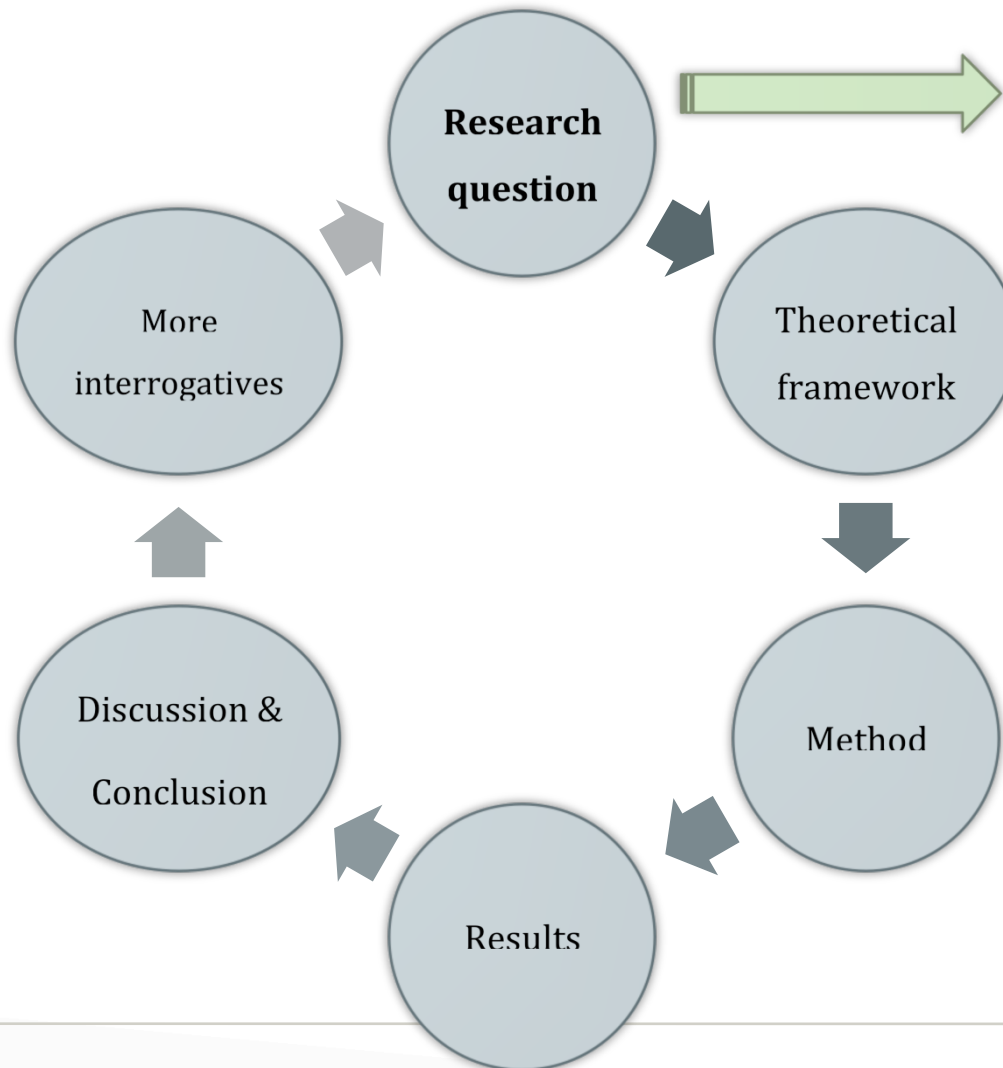 Research
question
Theoretical
framework
Method
Results
Discussion &
Conclusion
More
interrogatives